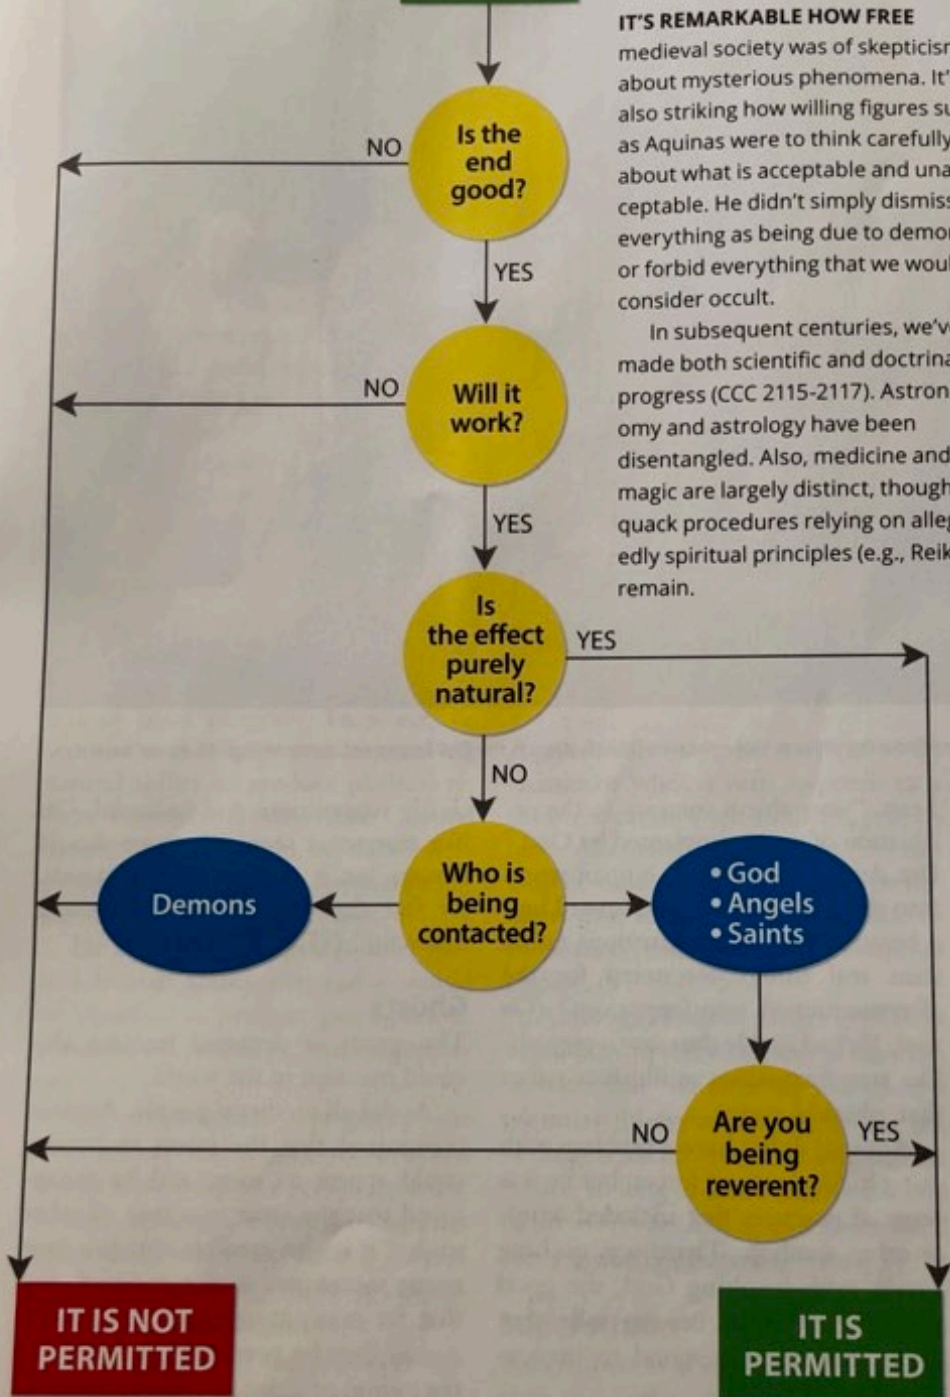 IT'S REMARKABLE HOW FREE
medieval society was of skepticism
about mysterious phenomena. It'
also striking how willing figures su
as Aquinas were to think carefully
about what is acceptable and una
ceptable. He didn't simply dismiss
everything as being due to demo
or forbid everything that we woul
consider occult.
In subsequent centuries, we'v
made both scientific and doctrina
progress (CCC 2115-2117). Astron-
omy and astrology have been
disentangled. Also, medicine and
magic are largely distinct, though
quack procedures relying on alleg
edly spiritual principles (e.g., Reik
remain.
Is the
end
good?
NO
YES
Will it
work?
NO
YES
Is
the effect
purely
natural?
YES
NO
Who is
being
contacted?
Demons
• God
• Angels
• Saints
Are you
being
reverent?
NO
YES
IT IS NOT
PERMITTED
IT IS
PERMITTED